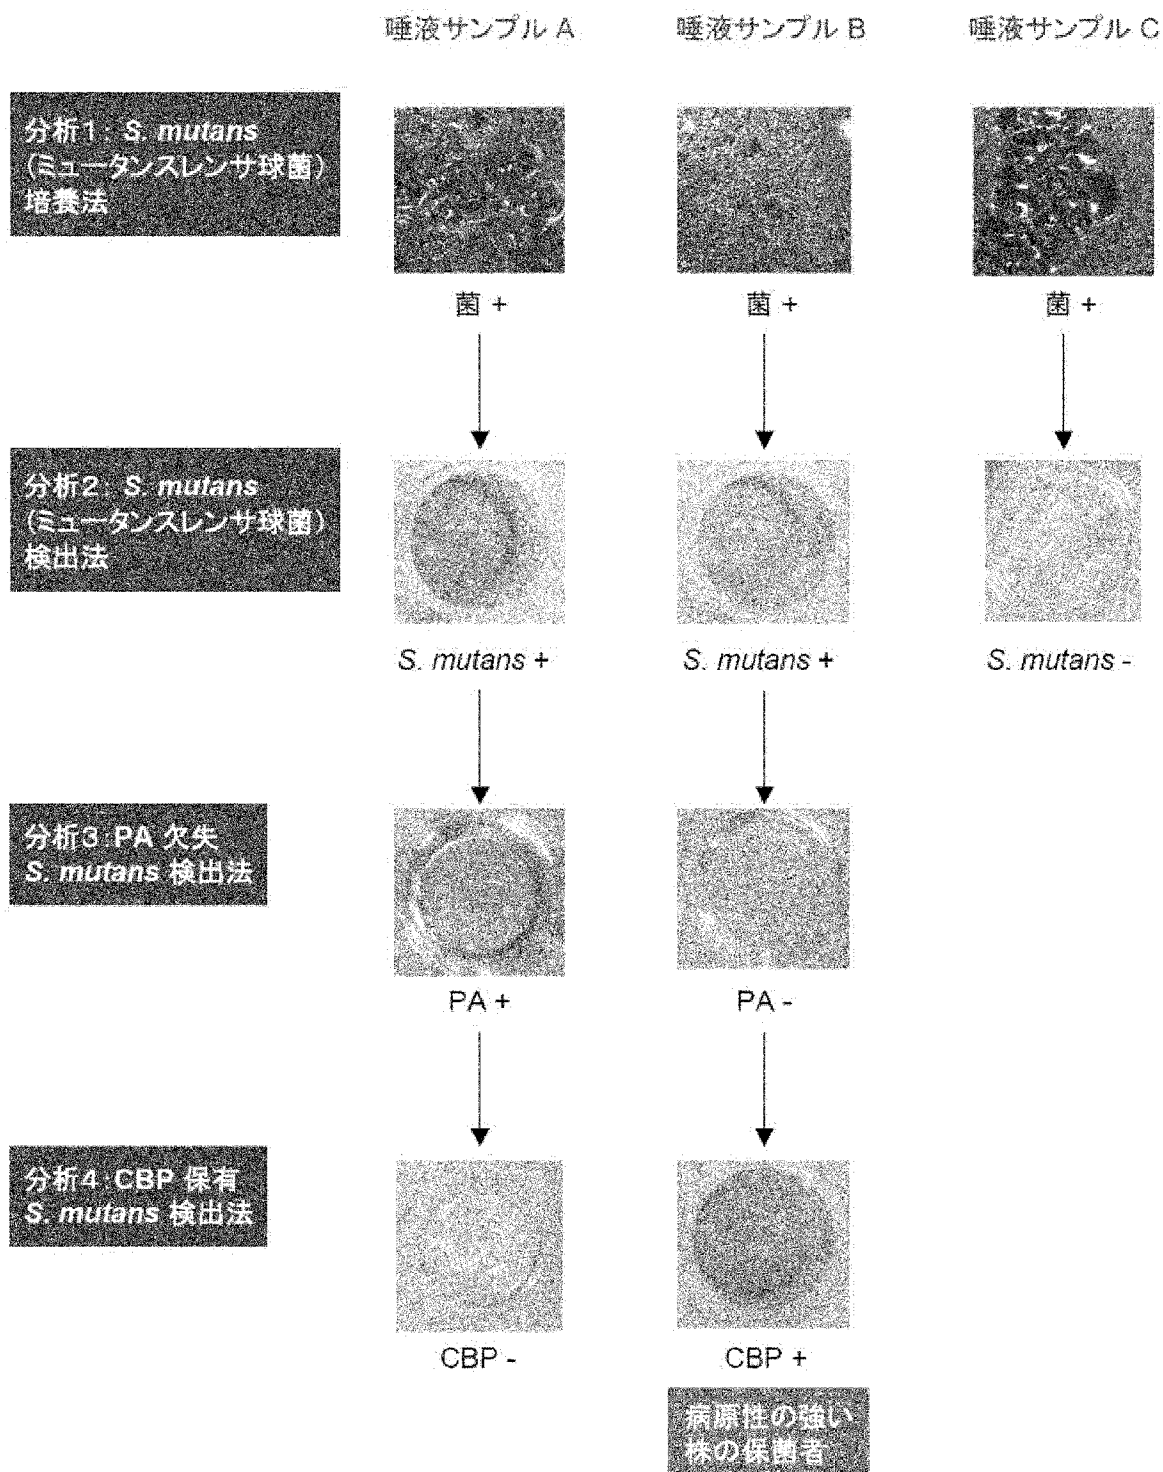 唾液サンプル A
唾液サンプル B
唾液サンプル C
分析1: S. mutans
(ミュータンスレンサ球菌)
培養法
菌 +
菌 +
菌 +
分析2: S. mutans
(ミュータンスレンサ球菌)
検出法
S. mutans +
S. mutans +
S. mutans -
分析3:PA 欠失
S. mutans 検出法
PA +
PA -
分析4:CBP 保有
S. mutans 検出法
CBP -
CBP +
病原性の強い
株の保菌者